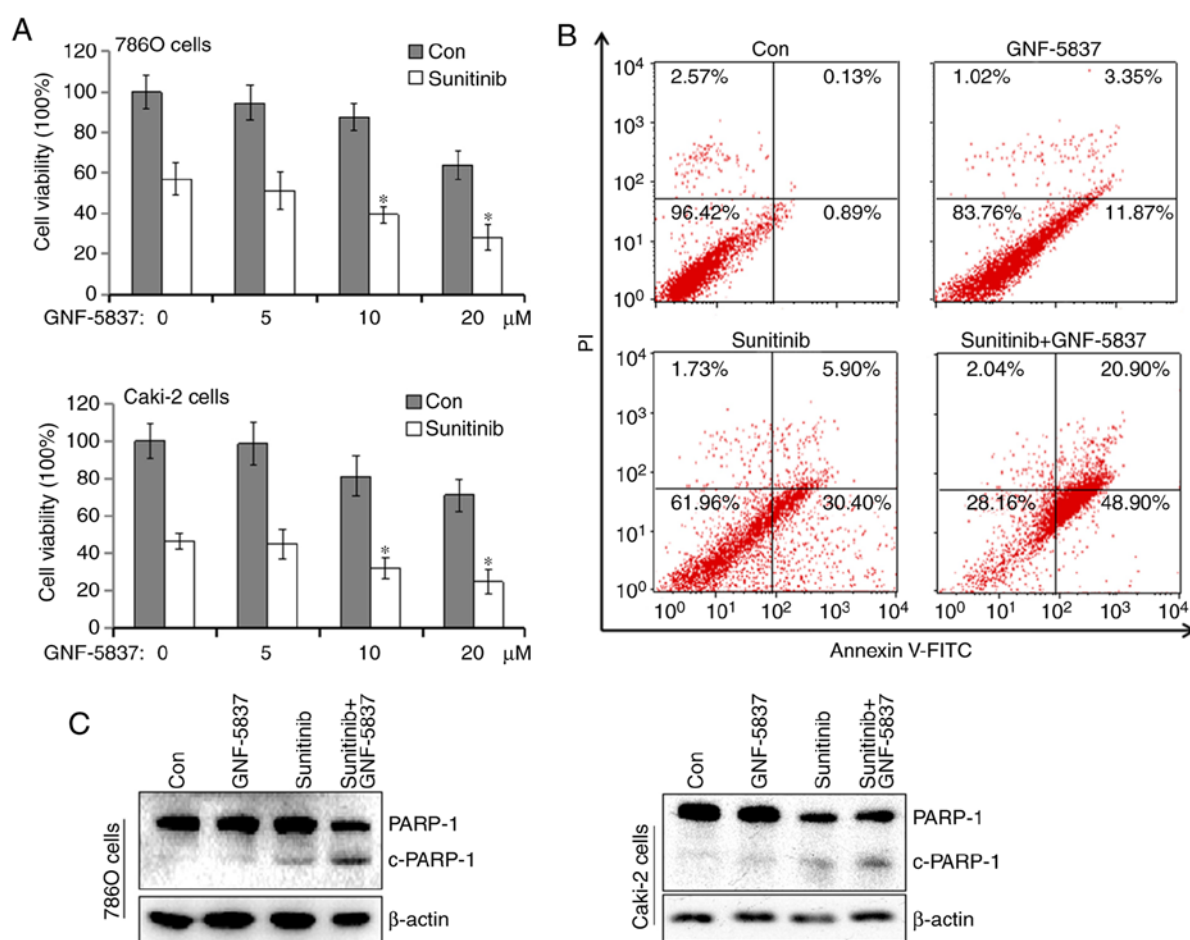 A
786O cells
Con
Sunitinib
Cell viability (100%)
120
100
80
60
40
20
0
*
*
GNF-5837: 0 5 10 20 μM
Caki-2 cells
Con
Sunitinib
Cell viability (100%)
120
100
80
60
40
20
0
*
*
GNF-5837: 0 5 10 20 μM
B
PI
Con
10⁴
10³
10²
10¹
10⁰
2.57% 0.13%
96.42% 0.89%
GNF-5837
1.02% 3.35%
83.76% 11.87%
Sunitinib
10⁴
10³
10²
10¹
10⁰
1.73% 5.90%
61.96% 30.40%
10⁰ 10¹ 10² 10³ 10⁴
Sunitinib+GNF-5837
2.04% 20.90%
28.16% 48.90%
10⁰ 10¹ 10² 10³ 10⁴
Annexin V-FITC
C
Con
GNF-5837
Sunitinib
Sunitinib+
GNF-5837
786O cells
PARP-1
c-PARP-1
β-actin
Con
GNF-5837
Sunitinib
Sunitinib+
GNF-5837
Caki-2 cells
PARP-1
c-PARP-1
β-actin